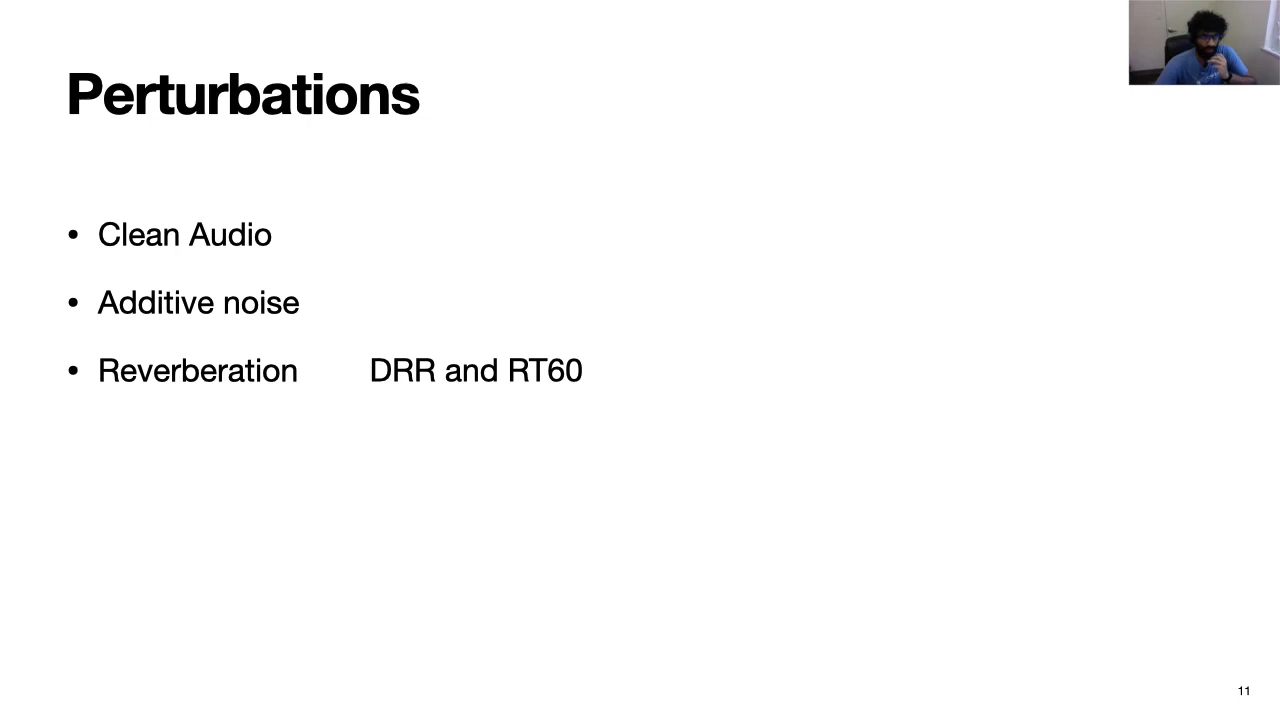 Perturbations
• Clean Audio
• Additive noise
• Reverberation DRR and RT60
11